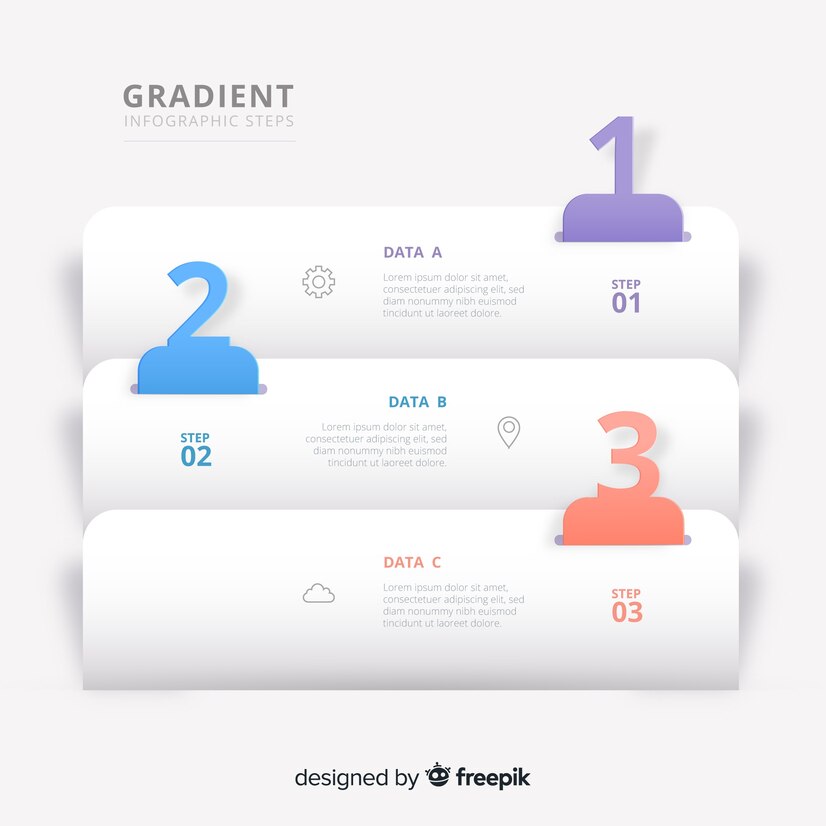 GRADIENT
INFOGRAPHIC STEPS
1
DATA A
Lorem ipsum dolor sit amet,
consectetuer adipiscing elit, sed
diam nonummy nibh euismod
ut laoreet dolore.
STEP
01
2
DATA B
Lorem ipsum dolor sit amet,
consectetuer adipiscing elit, sed
diam nonummy nibh euismod
tincidunt ut laoreet dolore.
STEP
02
3
DATA C
Lorem ipsum dolor sit amet,
consectetuer adipiscing elit, sed
diam nonummy nibh euismod
ut laoreet dolore.
STEP
03
designed by freepik